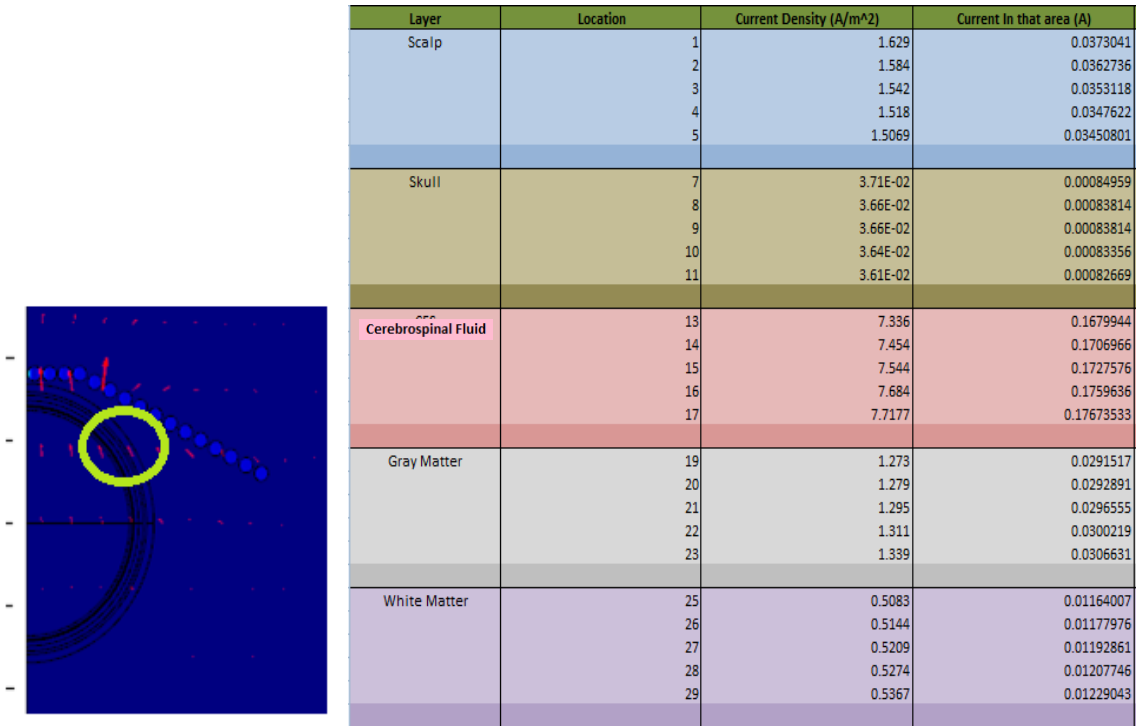 Layer Location Current Density (A/m^2) Current In that area (A)
Scalp 1 1.629 0.0373041
2 1.584 0.0362736
3 1.542 0.0353118
4 1.518 0.0347622
5 1.5069 0.03450801
Skull 7 3.71E-02 0.00084959
8 3.66E-02 0.00083814
9 3.66E-02 0.00083814
10 3.64E-02 0.00083356
11 3.61E-02 0.00082669
Cerebrospinal Fluid 13 7.336 0.1679944
14 7.454 0.1706966
15 7.544 0.1727576
16 7.684 0.1759636
17 7.7177 0.17673533
Gray Matter 19 1.273 0.0291517
20 1.279 0.0292891
21 1.295 0.0296555
22 1.311 0.0300219
23 1.339 0.0306631
White Matter 25 0.5083 0.01164007
26 0.5144 0.01177976
27 0.5209 0.01192861
28 0.5274 0.01207746
29 0.5367 0.01229043